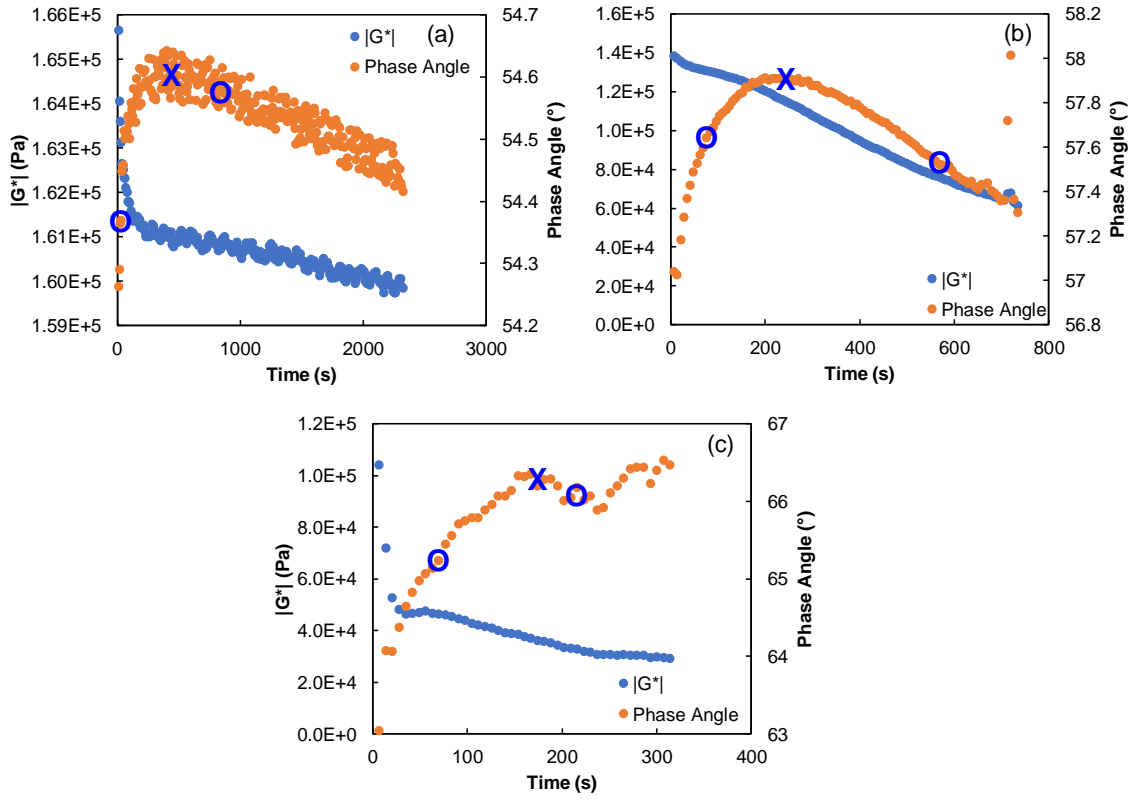 (a)
|G*|
Phase Angle
1.66E+5
1.65E+5
1.64E+5
1.63E+5
1.62E+5
1.61E+5
1.60E+5
1.59E+5
|G*| (Pa)
54.7
54.6
54.5
54.4
54.3
54.2
Phase Angle (°)
0
1000
2000
3000
Time (s)
X
O
O
(b)
1.6E+5
1.4E+5
1.2E+5
1.0E+5
8.0E+4
6.0E+4
4.0E+4
2.0E+4
0.0E+0
58.2
58
57.8
57.6
57.4
57.2
57
56.8
Phase Angle (°)
|G*|
Phase Angle
0
200
400
600
800
Time (s)
X
O
O
(c)
1.2E+5
1.0E+5
8.0E+4
6.0E+4
4.0E+4
2.0E+4
0.0E+0
|G*| (Pa)
67
66
65
64
63
Phase Angle (°)
|G*|
Phase Angle
0
100
200
300
400
Time (s)
X
O
O